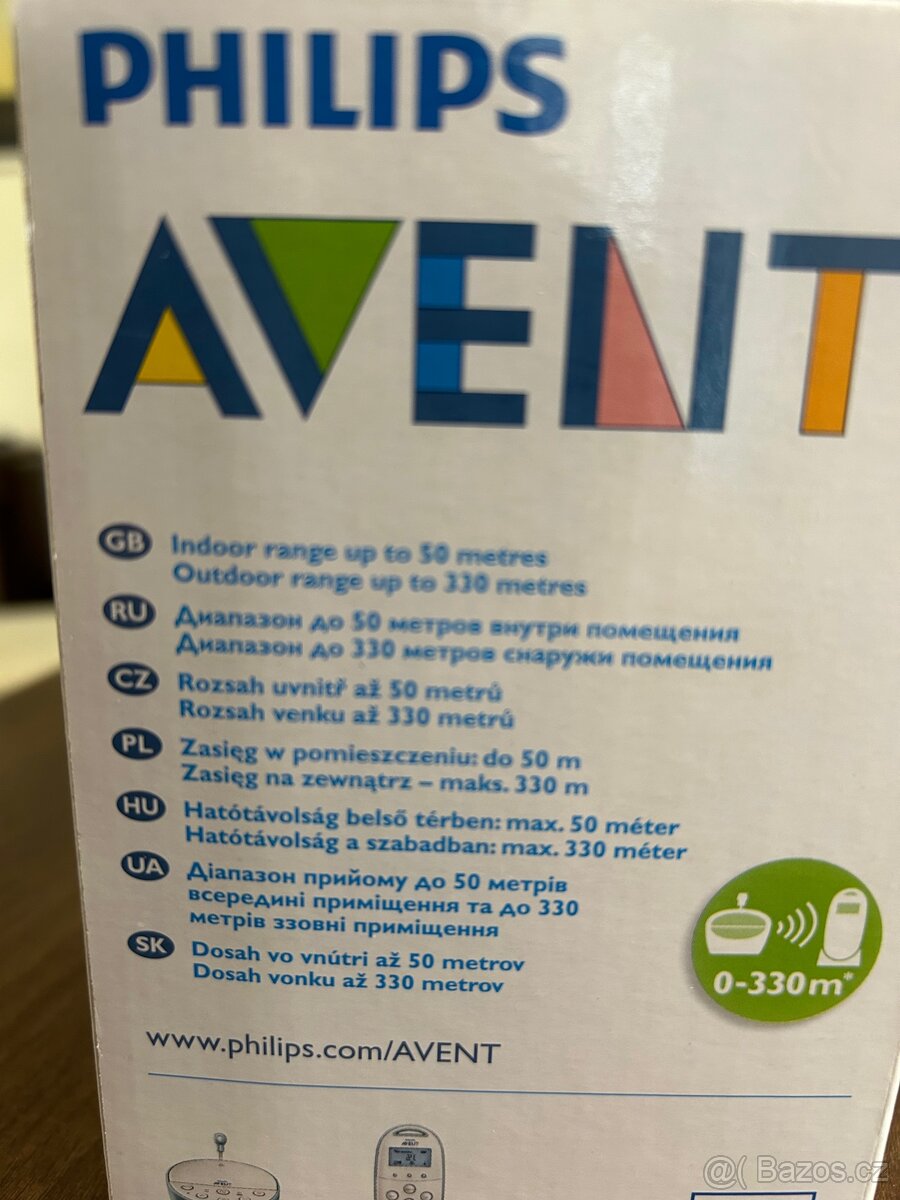 PHILIPS
AVENT
GB Indoor range up to 50 metres
Outdoor range up to 330 metres
RU Диапазон до 50 метров внутри помещения
Диапазон до 330 метров снаружи помещения
CZ Rozsah uvnitř až 50 metrů
Rozsah venku až 330 metrů
PL Zasięg w pomieszczeniu: do 50 m
Zasięg na zewnątrz – maks. 330 m
HU Hatótávolság belső térben: max. 50 méter
Hatótávolság a szabadban: max. 330 méter
UA Діапазон прийому до 50 метрів
всередині приміщення та до 330
метрів ззовні приміщення
SK Dosah vo vnútri až 50 metrov
Dosah vonku až 330 metrov
0-330m*
www.philips.com/AVENT
AVENT
AVENT
@( Bazos.cz